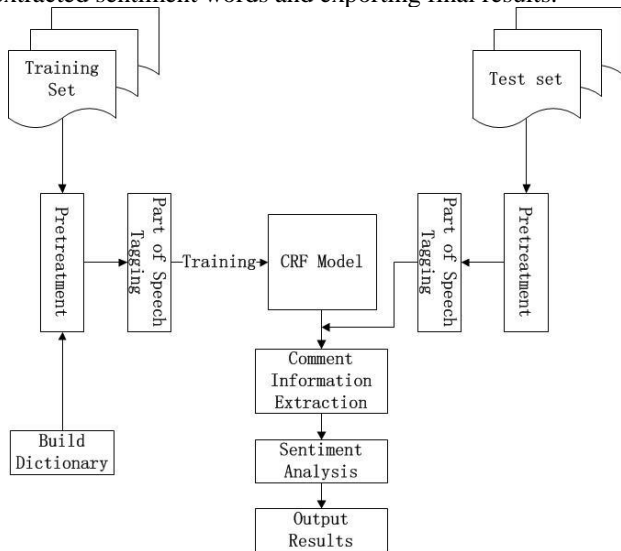 extracted sentiment words and exporting final results.
Training
Set
Test set
Pretreatment
Part of Speech
Tagging
Training
CRF Model
Part of Speech
Tagging
Pretreatment
Comment
Information
Extraction
Build
Dictionary
Sentiment
Analysis
Output
Results